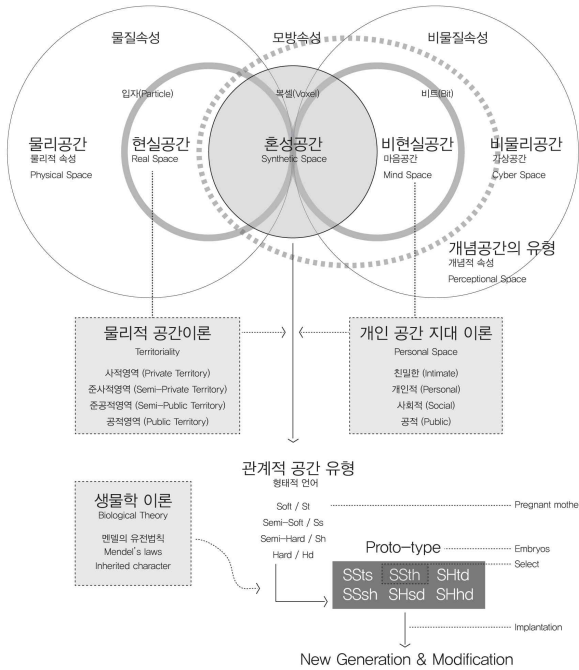 물질속성
모방속성
비물질속성
입자(Particle)
복셀(Voxel)
비트(Bit)
물리공간
물리적 속성
Physical Space
현실공간
Real Space
혼성공간
Synthetic Space
비현실공간
마음공간
Mind Space
비물리공간
가상공간
Cyber Space
개념공간의 유형
개념적 속성
Perceptional Space
물리적 공간이론
Territoriality
사적영역 (Private Territory)
준사적영역 (Semi-Private Territory)
준공적영역 (Semi-Public Territory)
공적영역 (Public Territory)
개인 공간 지대 이론
Personal Space
친밀한 (Intimate)
개인적 (Personal)
사회적 (Social)
공적 (Public)
관계적 공간 유형
형태적 언어
Soft / St
Semi-Soft / Ss
Semi-Hard / Sh
Hard / Hd
Pregnant mothe
생물학 이론
Biological Theory
멘델의 유전법칙
Mendel's laws
Inherited character
Proto-type
Embryos
Select
SSts SSth SHtd
SSsh SHsd SHhd
Implantation
New Generation & Modification